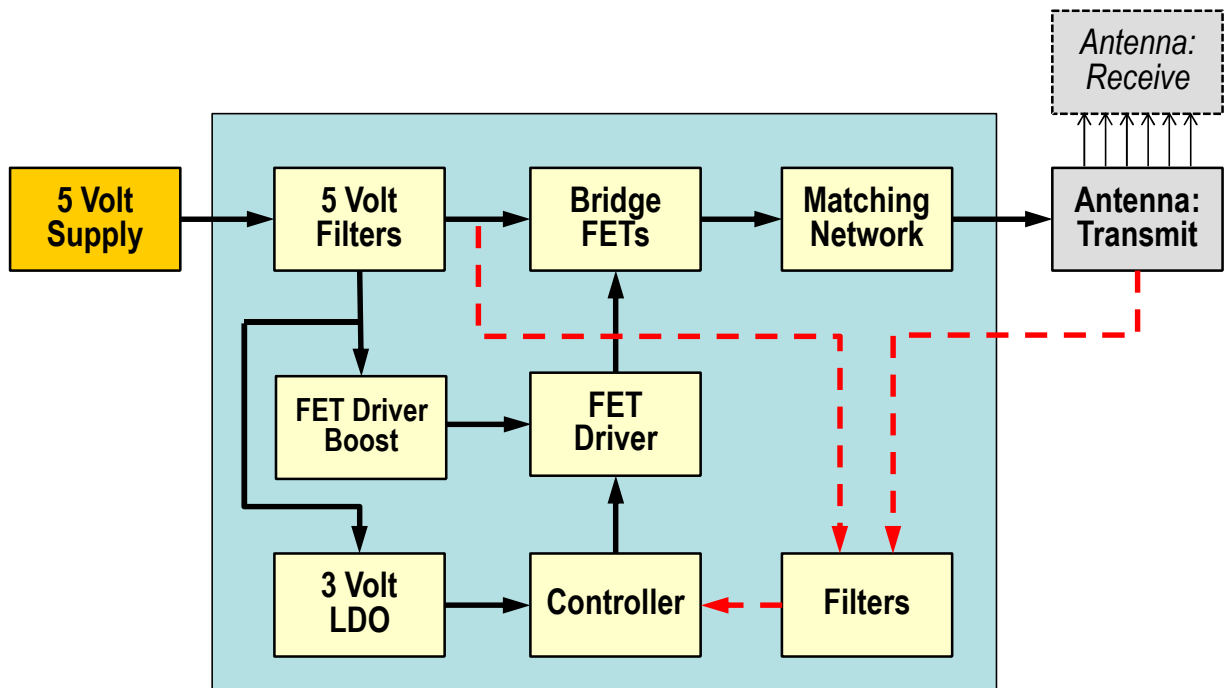 Antenna:
Receive
5 Volt
Supply
5 Volt
Filters
Bridge
FETs
Matching
Network
Antenna:
Transmit
FET Driver
Boost
FET
Driver
3 Volt
LDO
Controller
Filters